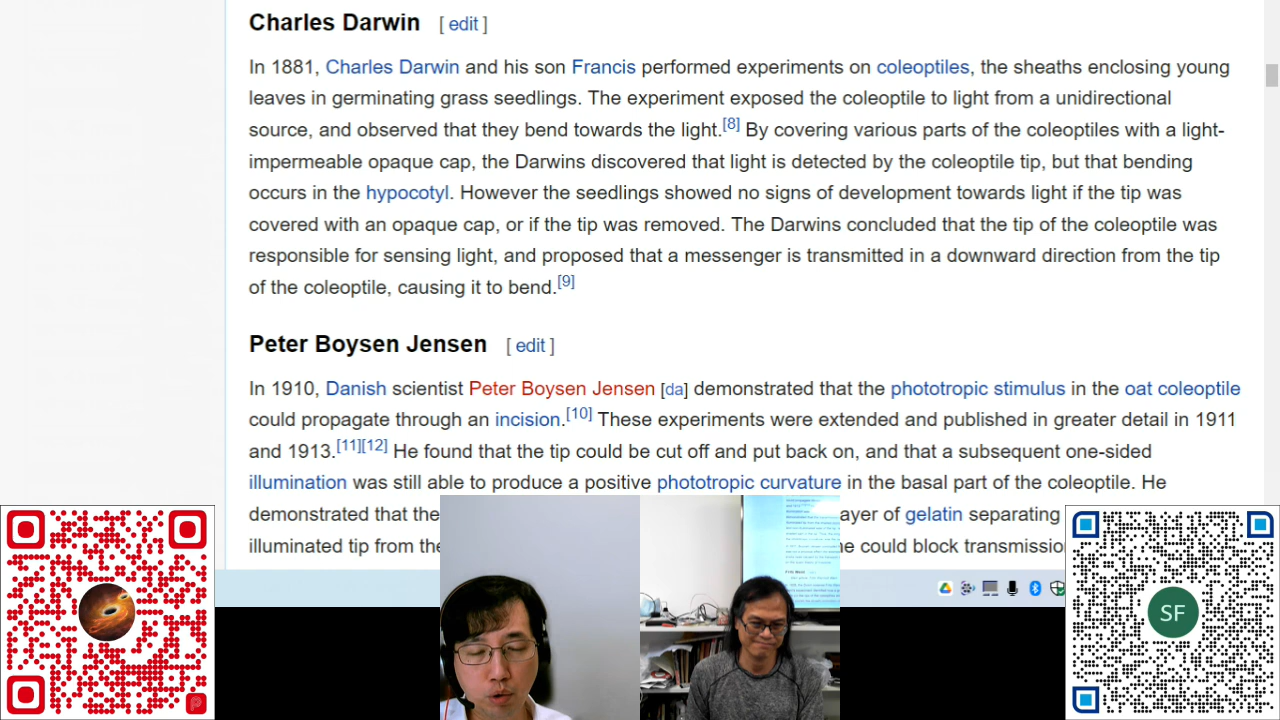 Charles Darwin [ edit ]
In 1881, Charles Darwin and his son Francis performed experiments on coleoptiles, the sheaths enclosing young
leaves in germinating grass seedlings. The experiment exposed the coleoptile to light from a unidirectional
source, and observed that they bend towards the light.[8] By covering various parts of the coleoptiles with a light-
impermeable opaque cap, the Darwins discovered that light is detected by the coleoptile tip, but that bending
occurs in the hypocotyl. However the seedlings showed no signs of development towards light if the tip was
covered with an opaque cap, or if the tip was removed. The Darwins concluded that the tip of the coleoptile was
responsible for sensing light, and proposed that a messenger is transmitted in a downward direction from the tip
of the coleoptile, causing it to bend.[9]
Peter Boysen Jensen [ edit ]
In 1910, Danish scientist Peter Boysen Jensen [da] demonstrated that the phototropic stimulus in the oat coleoptile
could propagate through an incision.[10] These experiments were extended and published in greater detail in 1911
and 1913.[11][12] He found that the tip could be cut off and put back on, and that a subsequent one-sided
illumination was still able to produce a positive phototropic curvature in the basal part of the coleoptile. He
demonstrated that the ayer of gelatin separating
illuminated tip from the could block transmission
SF